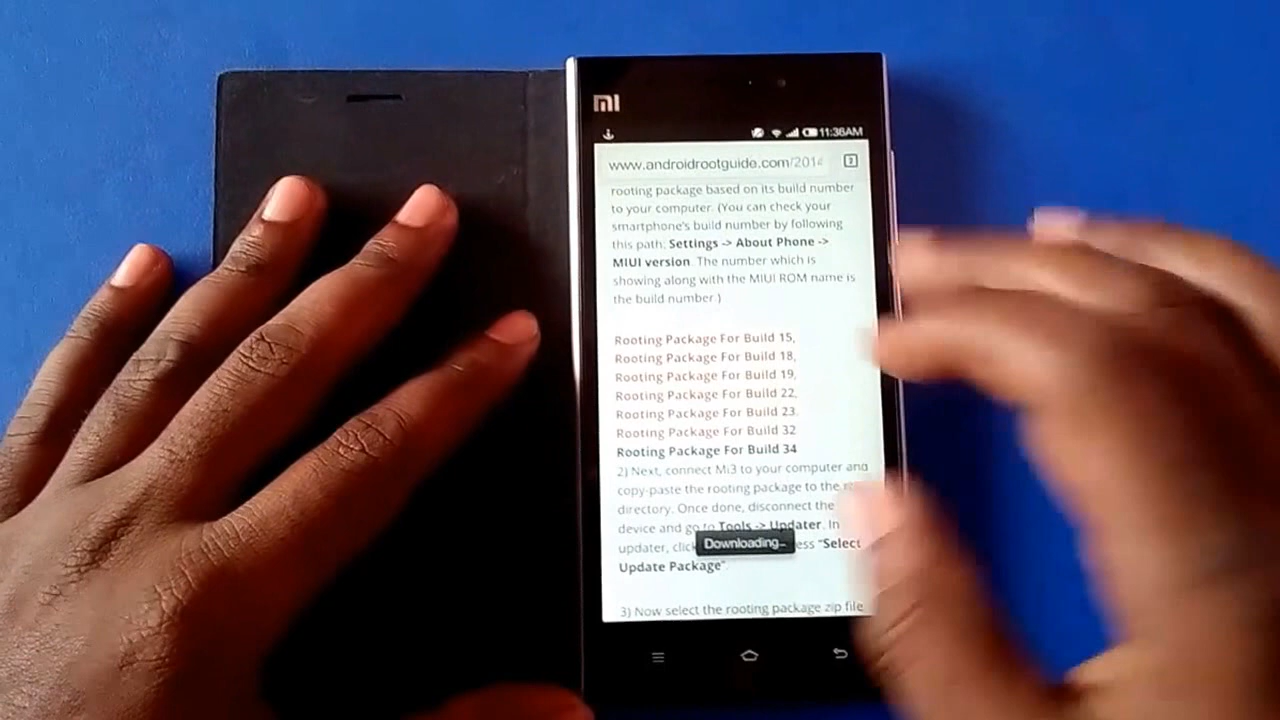 mi
11:36AM
www.androidrootguide.com/2014
rooting package based on its build number
to your computer. (You can check your
smartphone's build number by following
this path; Settings -> About Phone ->
MIUI version. The number which is
showing along with the MIUI ROM name is
the build number.)
Rooting Package For Build 15,
Rooting Package For Build 18,
Rooting Package For Build 19,
Rooting Package For Build 22,
Rooting Package For Build 23,
Rooting Package For Build 32
Rooting Package For Build 34
2) Next, connect Mi3 to your computer and
copy-paste the rooting package to the
directory. Once done, disconnect the
device and go to Tools -> Updater. In
updater, "Select
Downloading...
Update Package"
3) Now select the rooting package zip file